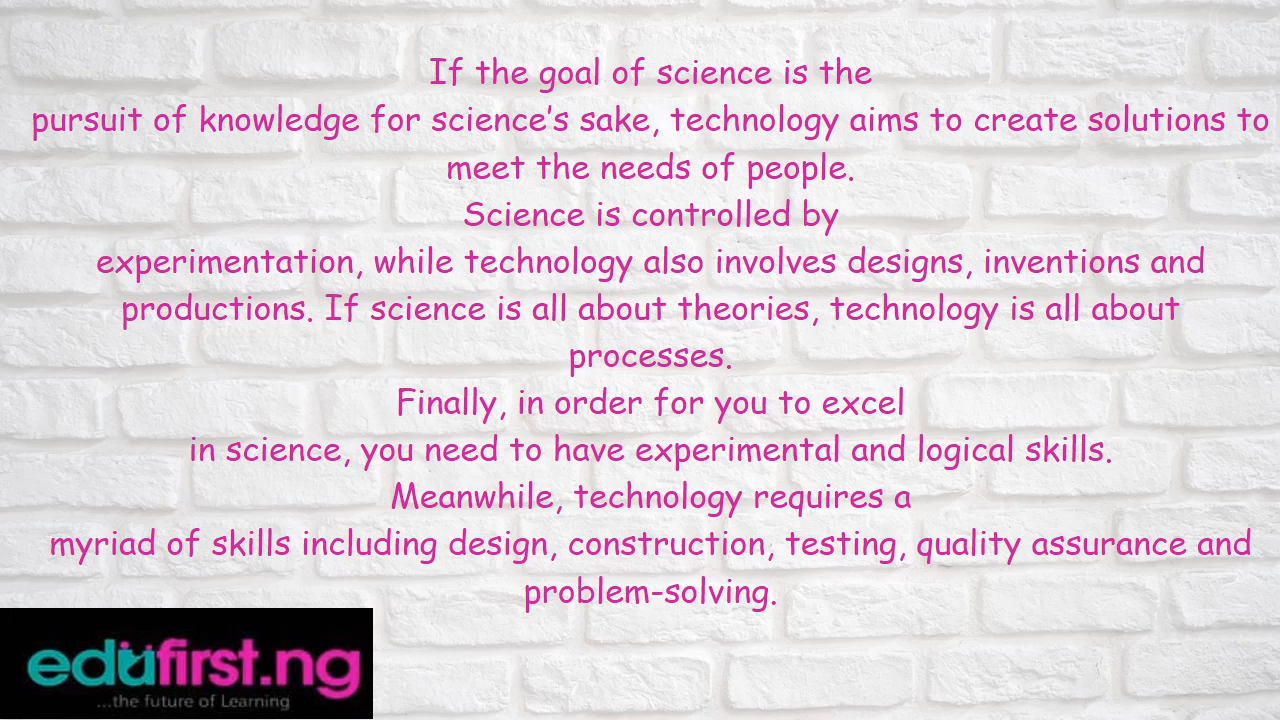 If the goal of science is the
pursuit of knowledge for science’s sake, technology aims to create solutions to
meet the needs of people.
Science is controlled by
experimentation, while technology also involves designs, inventions and
productions. If science is all about theories, technology is all about
processes.
Finally, in order for you to excel
in science, you need to have experimental and logical skills.
Meanwhile, technology requires a
myriad of skills including design, construction, testing, quality assurance and
problem-solving.
edufirst.ng
...the future of Learning